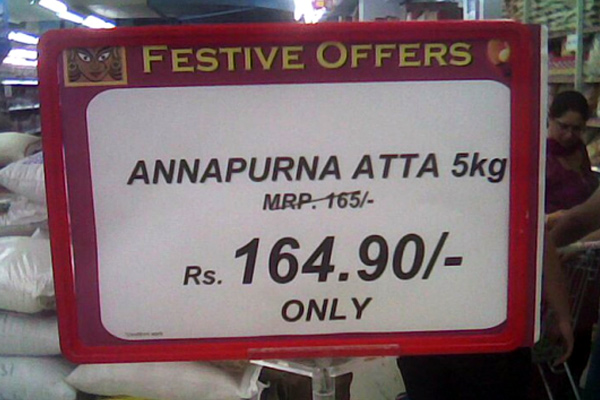 FESTIVE OFFERS
ANNAPURNA ATTA 5kg
MRP. 165/-
Rs. 164.90/-
ONLY